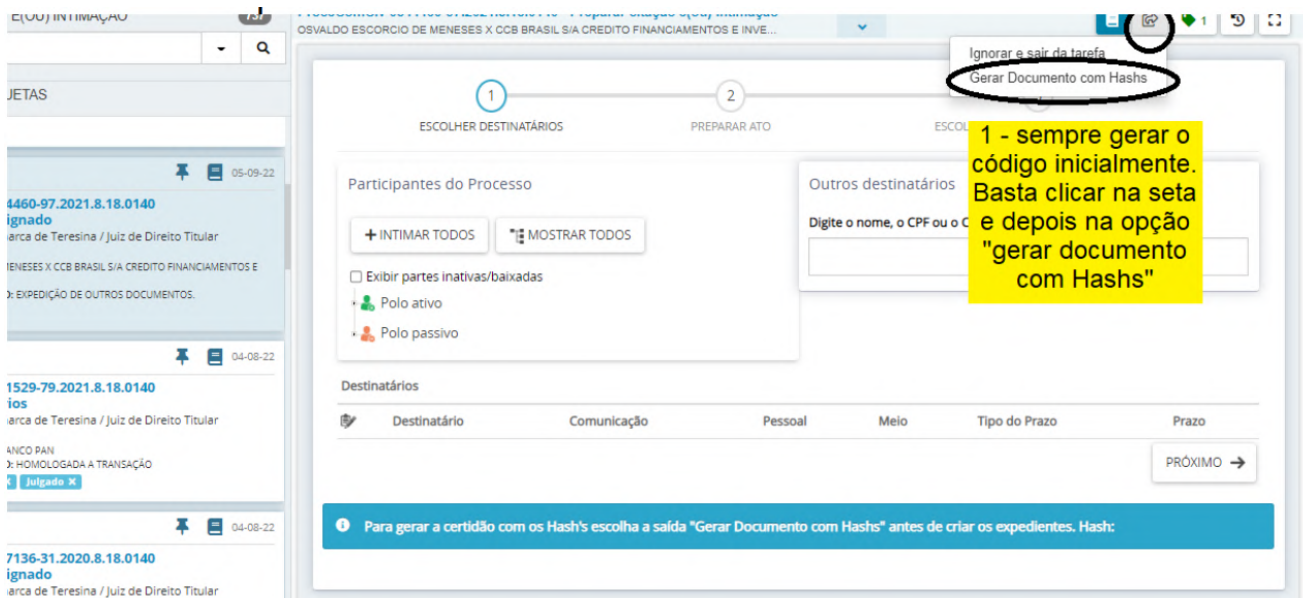 E(OU) INTIMAÇÃO 737
OSVALDO ESCORCIO DE MENESES X CCB BRASIL S/A CREDITO FINANCIAMENTOS E INVE...
1
Ignorar e sair da tarefa
Gerar Documento com Hashs
JETAS
1
2
ESCOLHER DESTINATÁRIOS
PREPARAR ATO
ESCOL
1 - sempre gerar o
código inicialmente.
Basta clicar na seta
e depois na opção
"gerar documento
com Hashs"
05-09-22
4460-97.2021.8.18.0140
ignado
arca de Teresina / Juiz de Direito Titular
MENESES X CCB BRASIL S/A CREDITO FINANCIAMENTOS E
O: EXPEDIÇÃO DE OUTROS DOCUMENTOS.
Participantes do Processo
INTIMAR TODOS
MOSTRAR TODOS
Exibir partes inativas/baixadas
Polo ativo
Polo passivo
Outros destinatários
Digite o nome, o CPF ou o C
04-08-22
1529-79.2021.8.18.0140
ios
arca de Teresina / Juiz de Direito Titular
ANCO PAN
O: HOMOLOGADA A TRANSAÇÃO
Julgado X
Destinatários
Destinatário Comunicação Pessoal Meio Tipo do Prazo Prazo
PRÓXIMO →
04-08-22
7136-31.2020.8.18.0140
ignado
arca de Teresina / Juiz de Direito Titular
Para gerar a certidão com os Hash's escolha a saída "Gerar Documento com Hashs" antes de criar os expedientes. Hash: